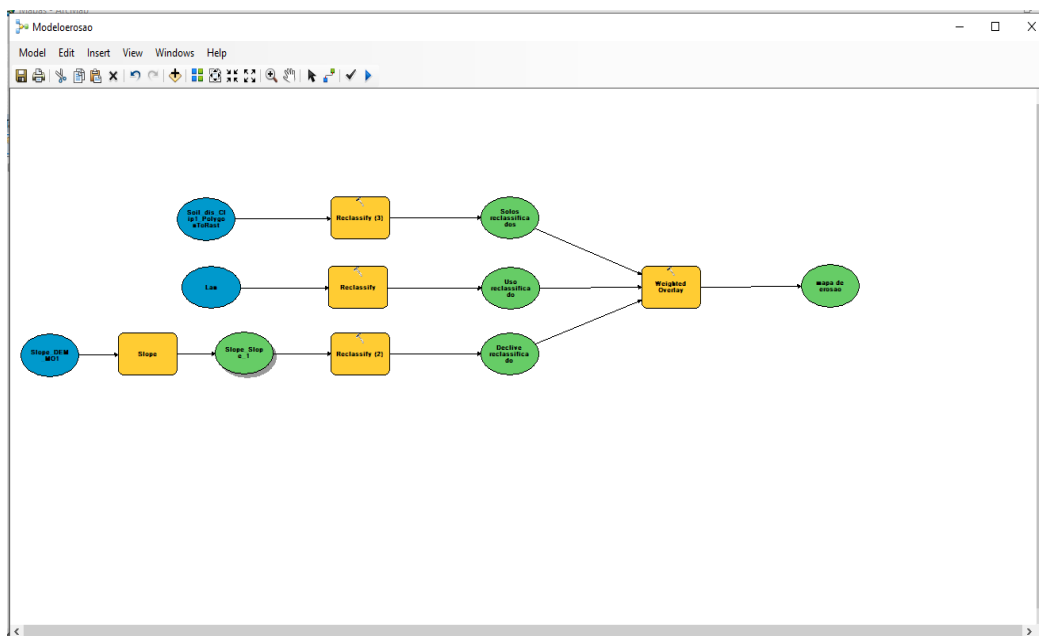 Modeloerosao
Model Edit Insert View Windows Help
Soil_dis_Cl
ip1_Polygo
nToRast
Reclassify (3)
Solos
reclassifica
dos
Lan
Reclassify
Uso
reclassifica
do
Weighted
Overlay
mapa de
erosao
Slope_DEM
MO1
Slope
Slope_Slop
e_1
Reclassify (2)
Declive
reclassifica
do